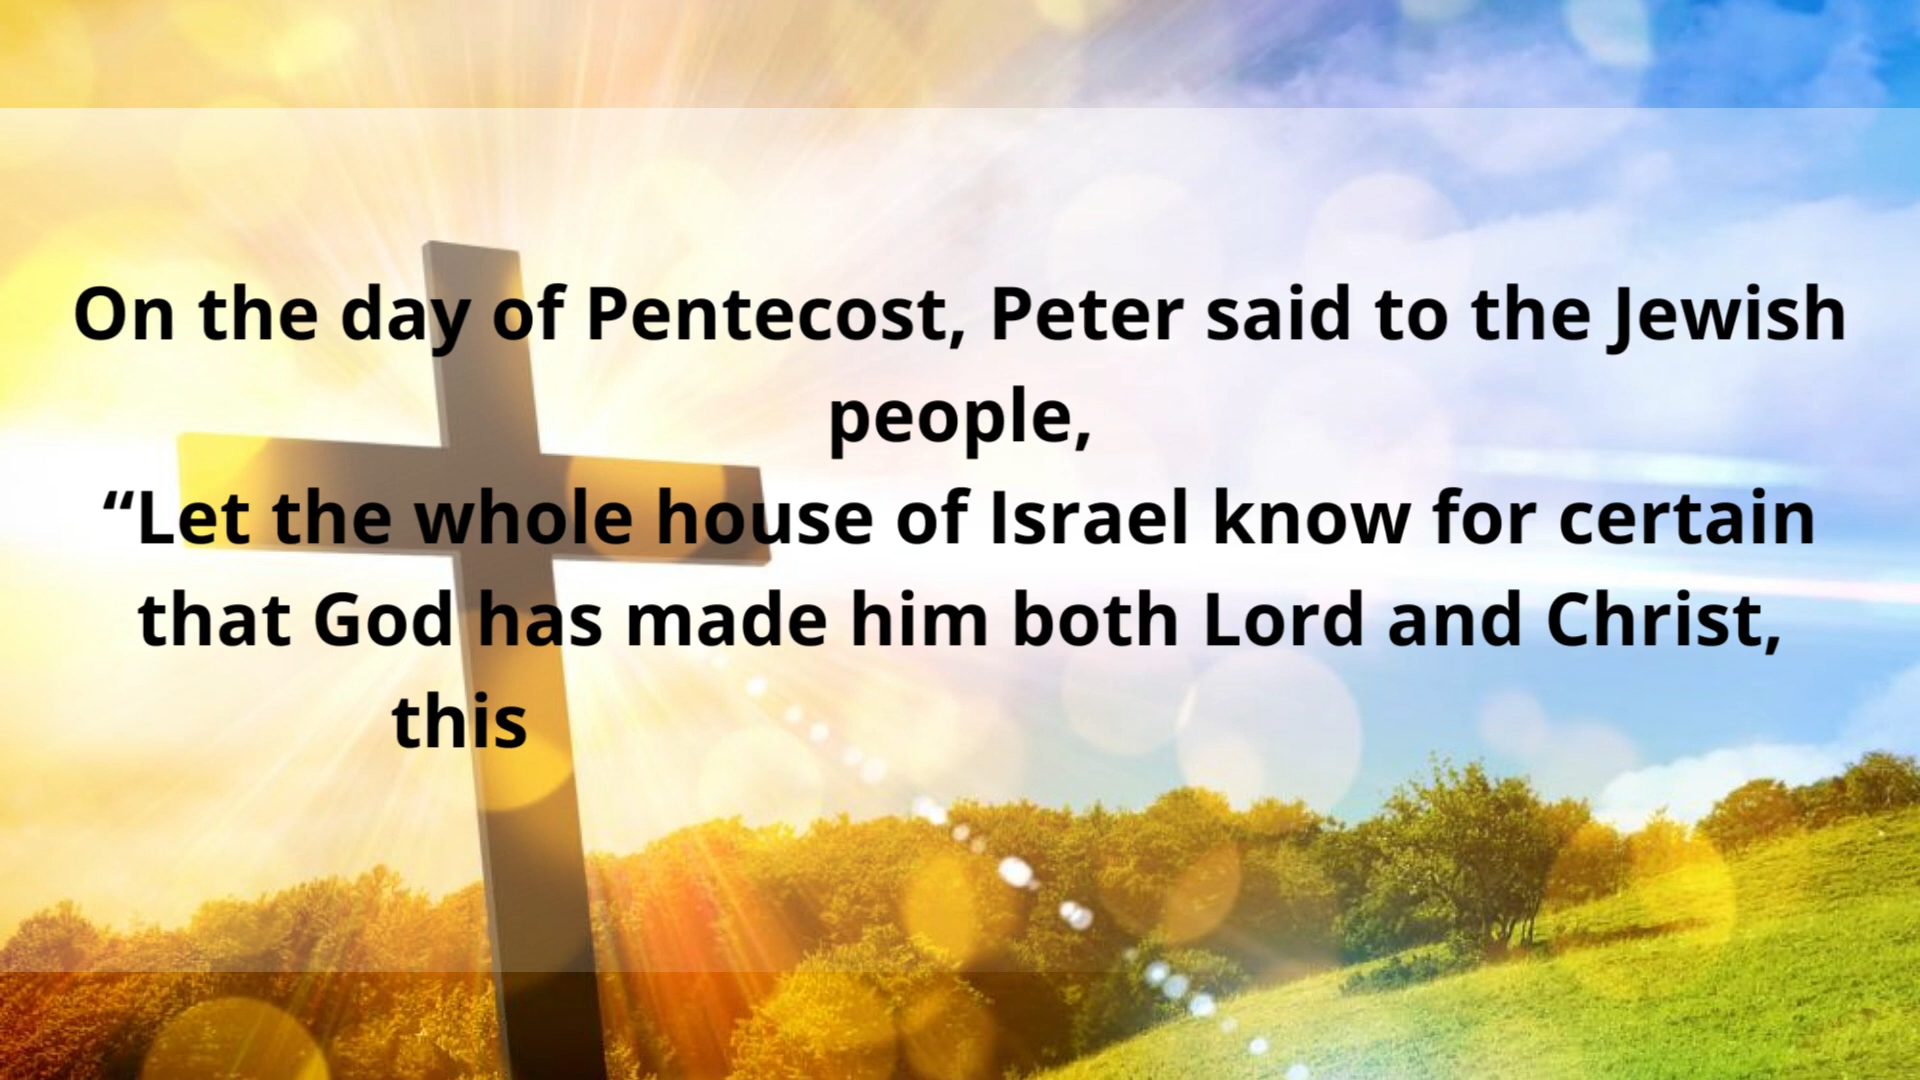 On the day of Pentecost, Peter said to the Jewish
people,
“Let the whole house of Israel know for certain
that God has made him both Lord and Christ,
this